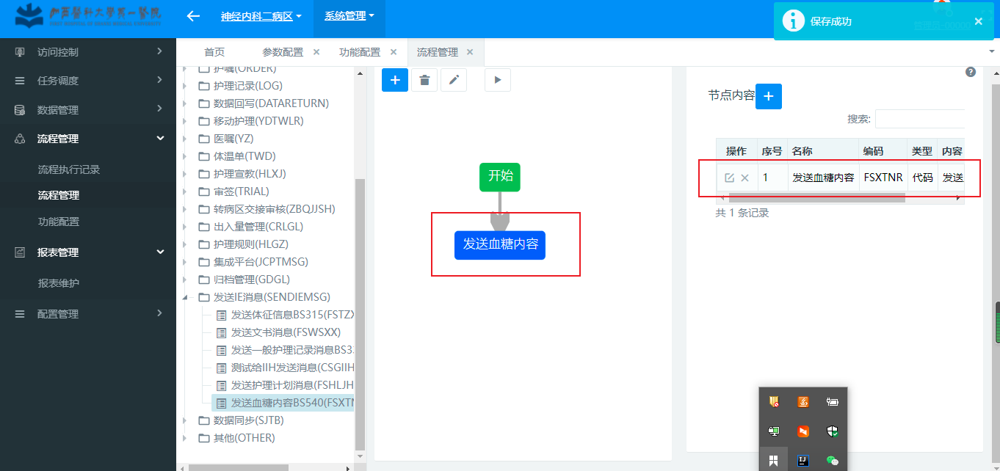 神经内科二病区
系统管理
保存成功
首页
参数配置
功能配置
流程管理
访问控制
任务调度
数据管理
流程管理
流程执行记录
流程管理
功能配置
报表管理
报表维护
配置管理
护嘱(ORDER)
护理记录(LOG)
数据回写(DATARETURN)
移动护理(YDTWLR)
医嘱(YZ)
体温单(TWD)
护理宣教(HLXJ)
审签(TRIAL)
转病区交接审核(ZBQJJSH)
出入量管理(CRLGL)
护理规则(HLGZ)
集成平台(JCPTMSG)
归档管理(GDGL)
发送IE消息(SENDIEMSG)
发送体征信息BS315(FSTZX
发送文书消息(FSWSXX)
发送一般护理记录消息BS3
测试给IIH发送消息(CSGIIH
发送护理计划消息(FSHLJH
发送血糖内容BS540(FSXTN
数据同步(SJTB)
其他(OTHER)
开始
发送血糖内容
节点内容
搜索:
操作 序号 名称 编码 类型 内容
1 发送血糖内容 FSXTNR 代码 发送
共 1 条记录